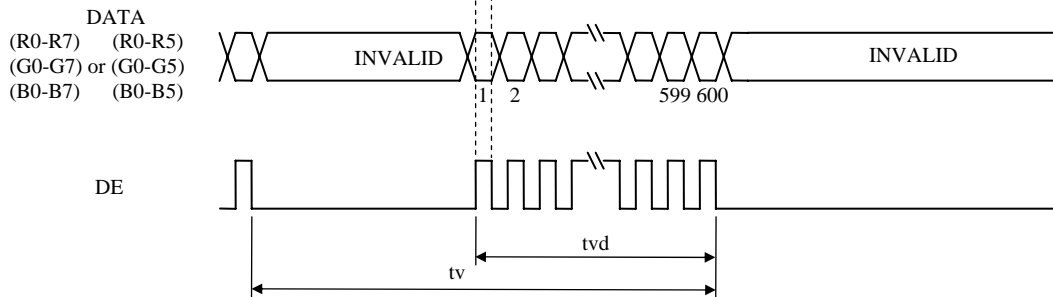 DATA
(R0-R7) (R0-R5)
(G0-G7) or (G0-G5)
(B0-B7) (B0-B5)
INVALID
INVALID
1 2 599 600
DE
tvd
tv